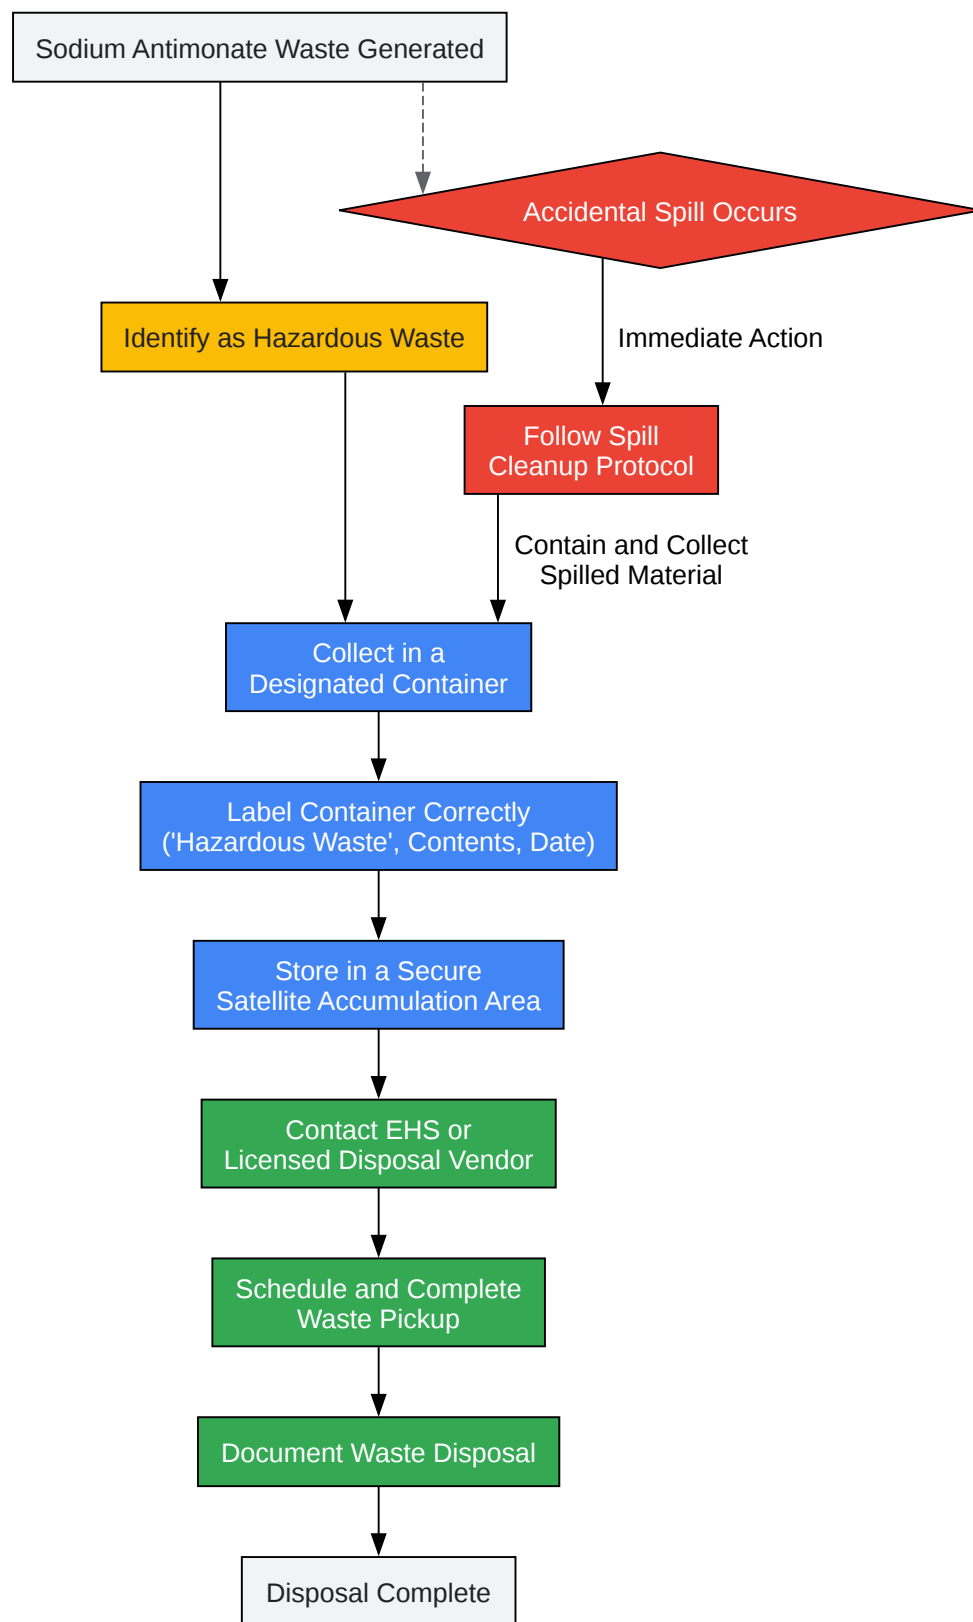 Sodium Antimonate Waste Generated
Accidental Spill Occurs
Identify as Hazardous Waste
Immediate Action
Follow Spill
Cleanup Protocol
Contain and Collect
Spilled Material
Collect in a
Designated Container
Label Container Correctly
('Hazardous Waste', Contents, Date)
Store in a Secure
Satellite Accumulation Area
Contact EHS or
Licensed Disposal Vendor
Schedule and Complete
Waste Pickup
Document Waste Disposal
Disposal Complete